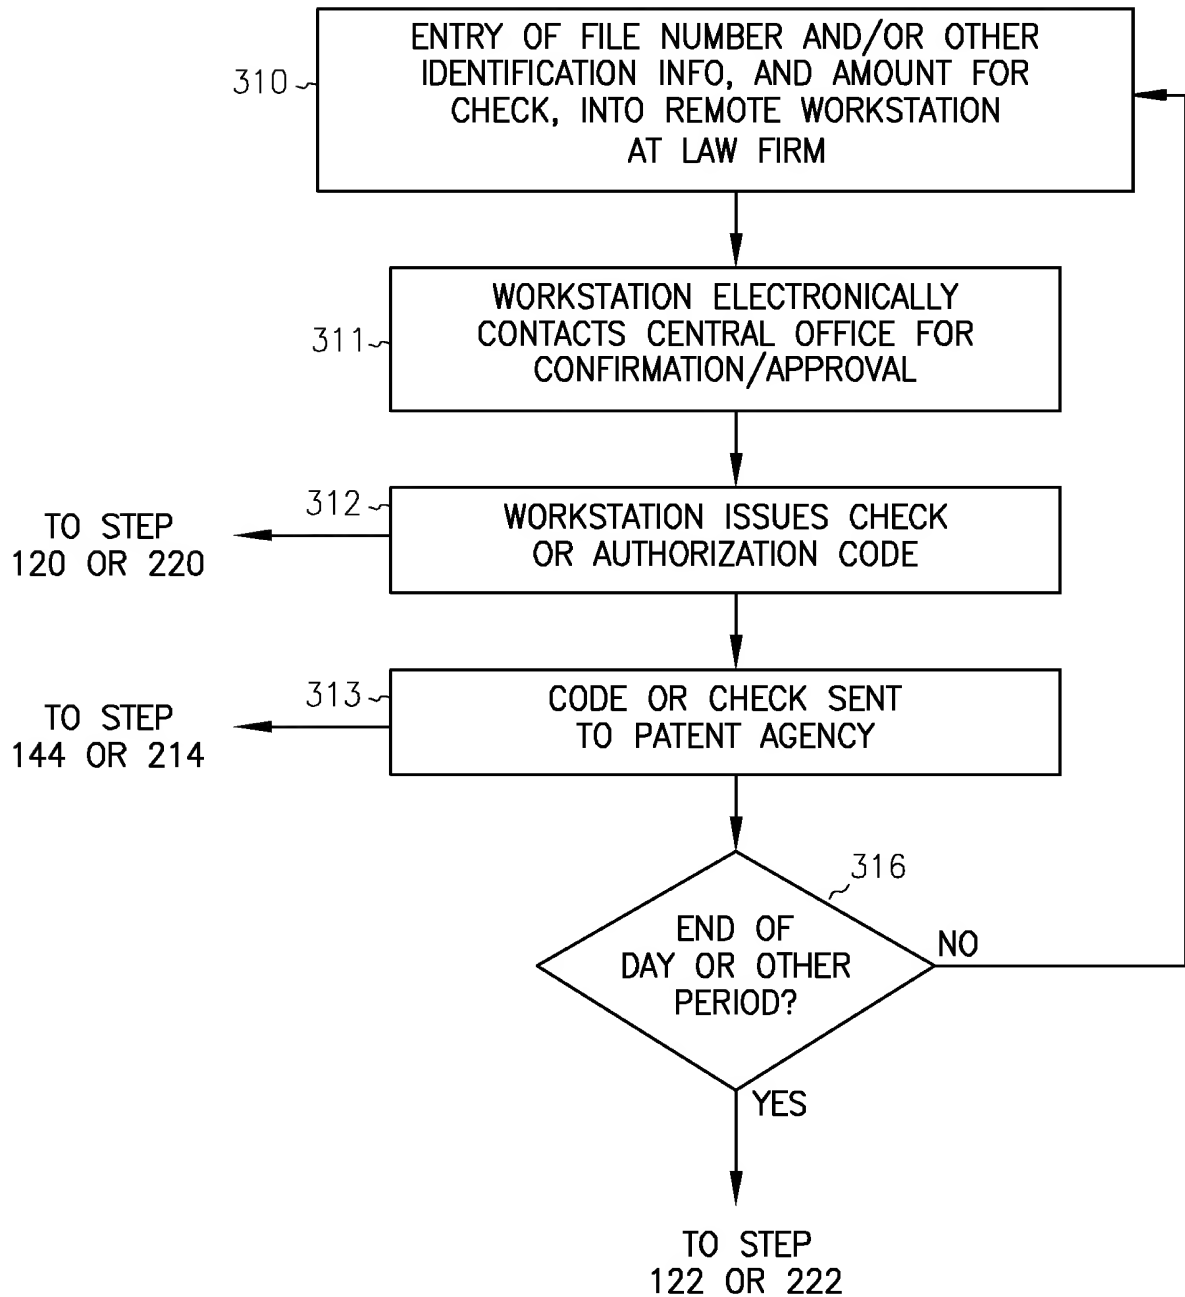 310
ENTRY OF FILE NUMBER AND/OR OTHER
IDENTIFICATION INFO, AND AMOUNT FOR
CHECK, INTO REMOTE WORKSTATION
AT LAW FIRM
311
WORKSTATION ELECTRONICALLY
CONTACTS CENTRAL OFFICE FOR
CONFIRMATION/APPROVAL
312
WORKSTATION ISSUES CHECK
OR AUTHORIZATION CODE
TO STEP
120 OR 220
313
CODE OR CHECK SENT
TO PATENT AGENCY
TO STEP
144 OR 214
316
END OF
DAY OR OTHER
PERIOD?
NO
YES
TO STEP
122 OR 222